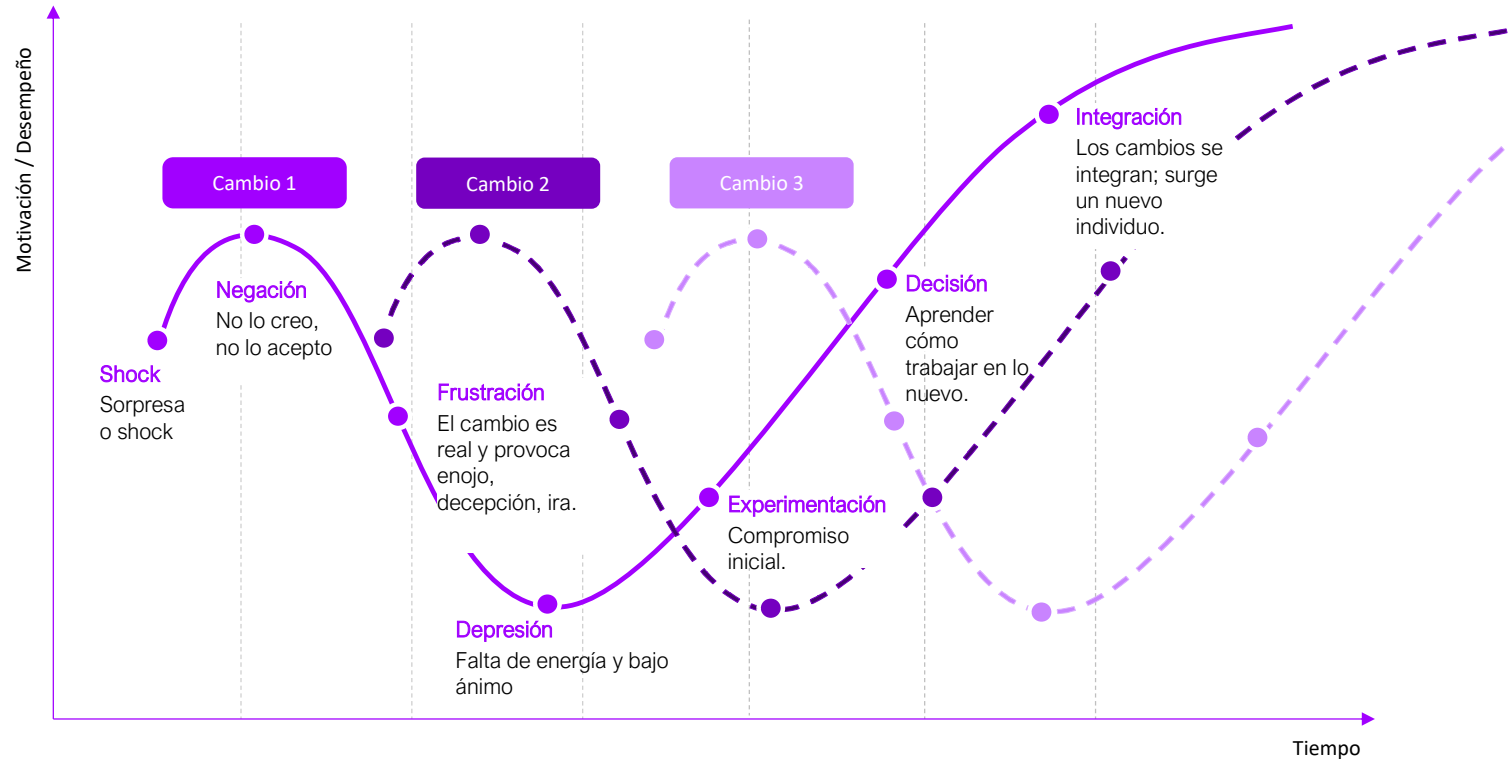 Motivación / Desempeño
Cambio 1
Cambio 2
Cambio 3
Shock
Sorpresa
o shock
Negación
No lo creo,
no lo acepto
Frustración
El cambio es
real y provoca
enojo,
decepción, ira.
Depresión
Falta de energía y bajo
ánimo
Experimentación
Compromiso
inicial.
Decisión
Aprender
cómo
trabajar en lo
nuevo.
Integración
Los cambios se
integran; surge
un nuevo
individuo.
Tiempo